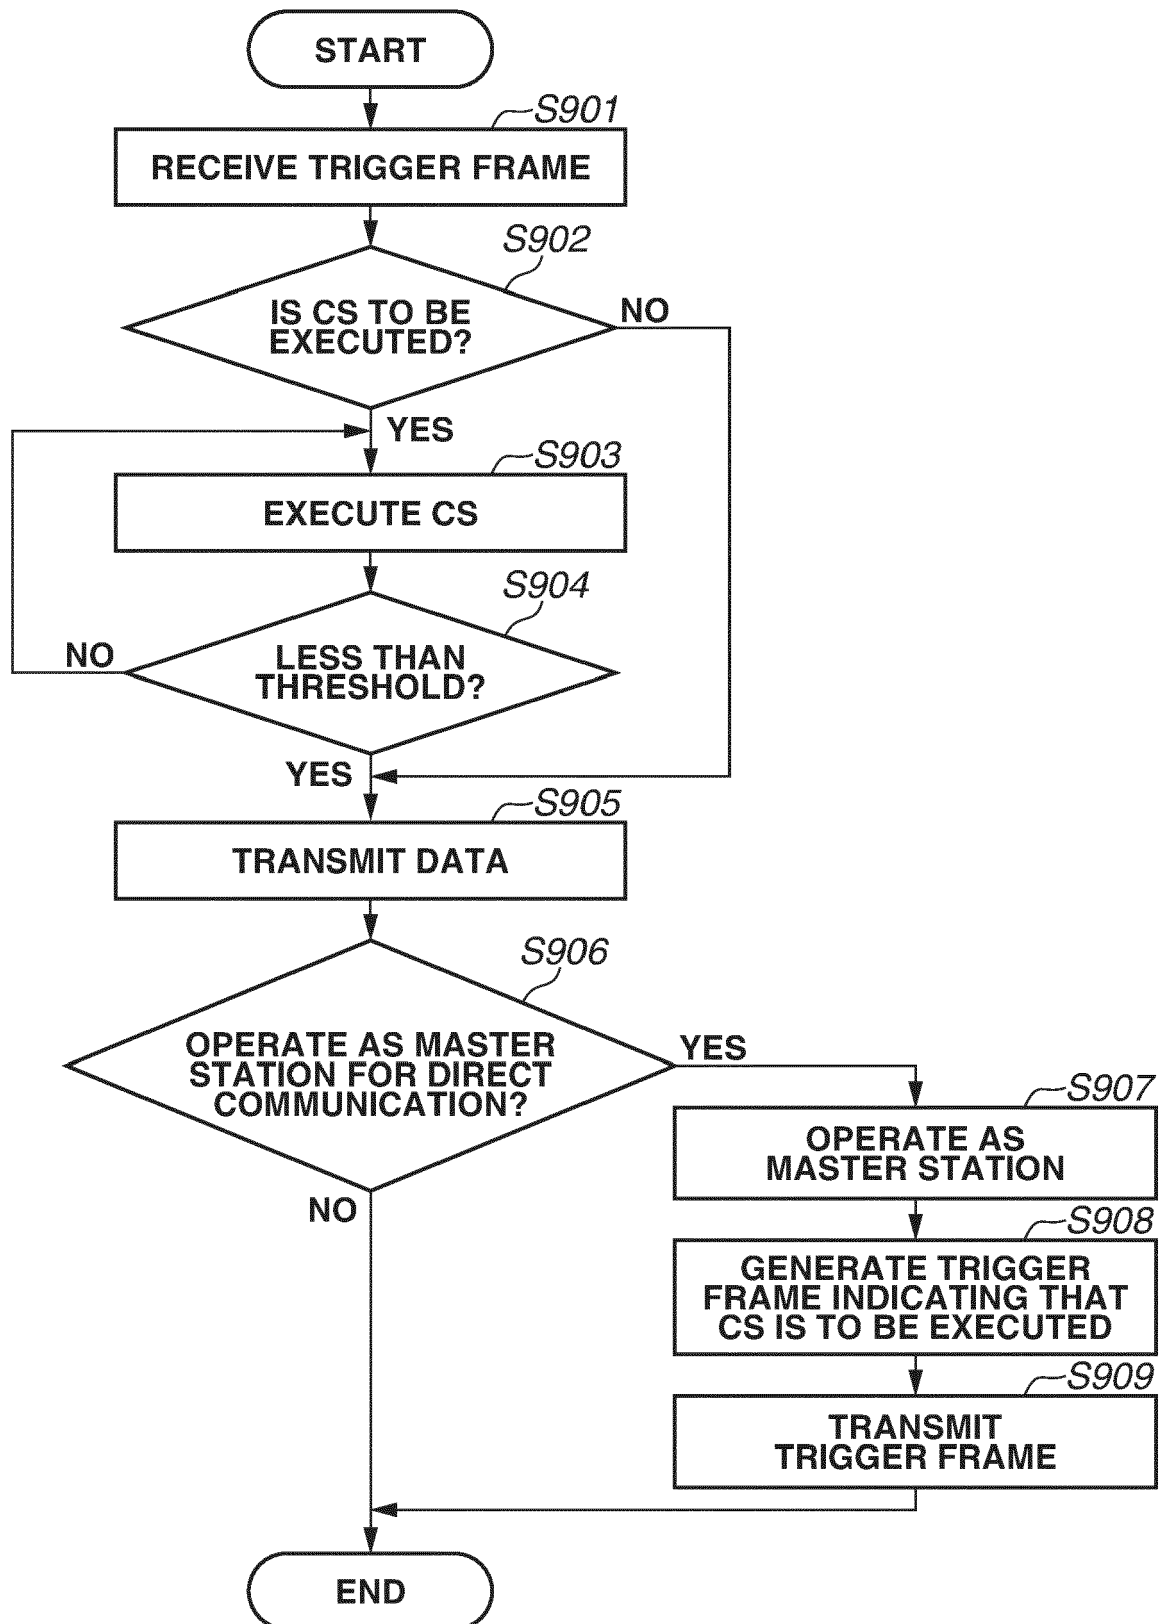 START
S901
RECEIVE TRIGGER FRAME
S902
IS CS TO BE
EXECUTED?
NO
YES
S903
EXECUTE CS
S904
LESS THAN
THRESHOLD?
NO
YES
S905
TRANSMIT DATA
S906
OPERATE AS MASTER
STATION FOR DIRECT
COMMUNICATION?
YES
NO
S907
OPERATE AS
MASTER STATION
S908
GENERATE TRIGGER
FRAME INDICATING THAT
CS IS TO BE EXECUTED
S909
TRANSMIT
TRIGGER FRAME
END